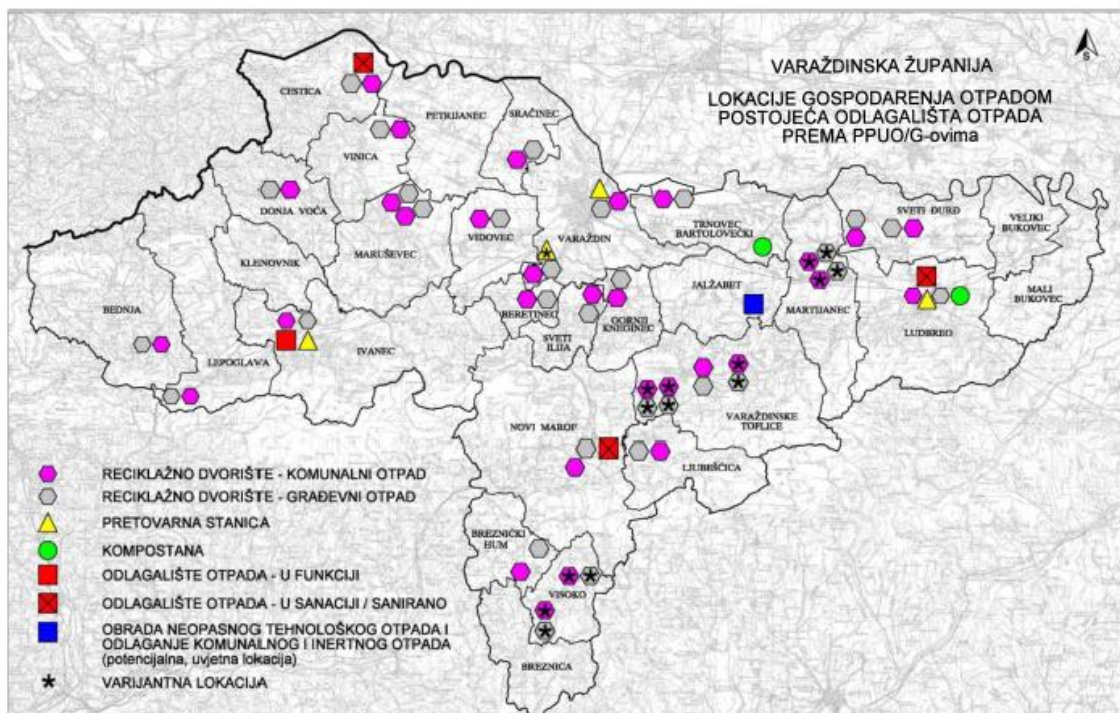 VARAŽDINSKA ŽUPANIJA
LOKACIJE GOSPODARENJA OTPADOM
POSTOJEĆA ODLAGALIŠTA OTPADA
PREMA PPUO/G-ovima
S
CESTICA
PETRIJANEC
SRAČINEC
VINICA
DONJA VOĆA
MARUŠEVEC
VIDOVEC
VARAŽDIN
TRNOVEC
BARTOLOVEČKI
SVETI ĐURĐ
VELIKI
BUKOVEC
KLENOVNIK
JALŽABET
MARTIJANEC
MALI
BUKOVEC
LUDBREG
BEDNJA
LEPOGLAVA
IVANEC
BERETINEC
SVETI
ILIJA
GORNJI
KNEGINEC
NOVI MAROF
VARAŽDINSKE
TOPLICE
LJUBEŠĆICA
BREZNIČKI
HUM
VISOKO
BREZNICA
RECIKLAŽNO DVORIŠTE - KOMUNALNI OTPAD
RECIKLAŽNO DVORIŠTE - GRAĐEVNI OTPAD
PRETOVARNA STANICA
KOMPOSTANA
ODLAGALIŠTE OTPADA - U FUNKCIJI
ODLAGALIŠTE OTPADA - U SANACIJI / SANIRANO
OBRADA NEOPASNOG TEHNOLOŠKOG OTPADA I
ODLAGANJE KOMUNALNOG I INERTNOG OTPADA
(potencijalna, uvjetna lokacija)
VARIJANTNA LOKACIJA